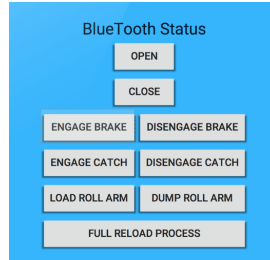 BlueTooth Status
OPEN
CLOSE
ENGAGE BRAKE DISENGAGE BRAKE
ENGAGE CATCH DISENGAGE CATCH
LOAD ROLL ARM DUMP ROLL ARM
FULL RELOAD PROCESS